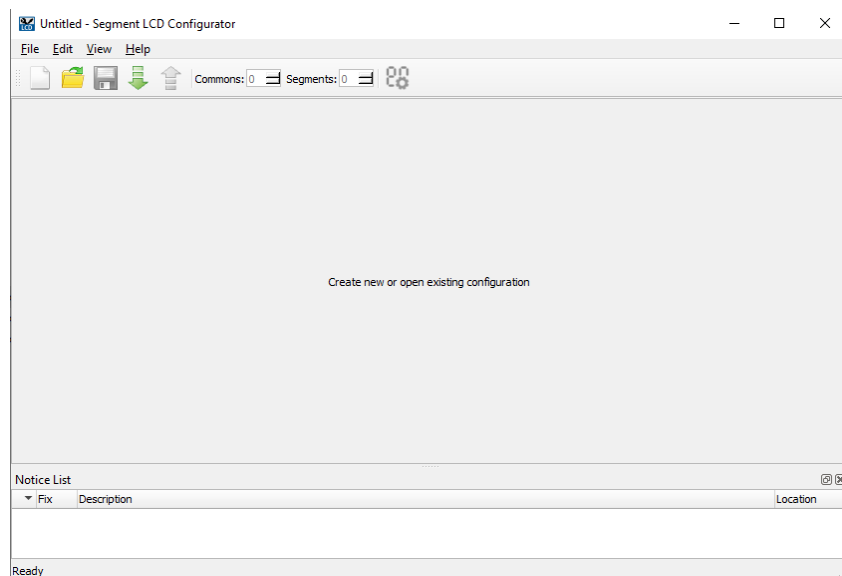 LCD Untitled - Segment LCD Configurator
File Edit View Help
Commons: 0 Segments: 0
Create new or open existing configuration
Notice List
Fix Description Location
Ready